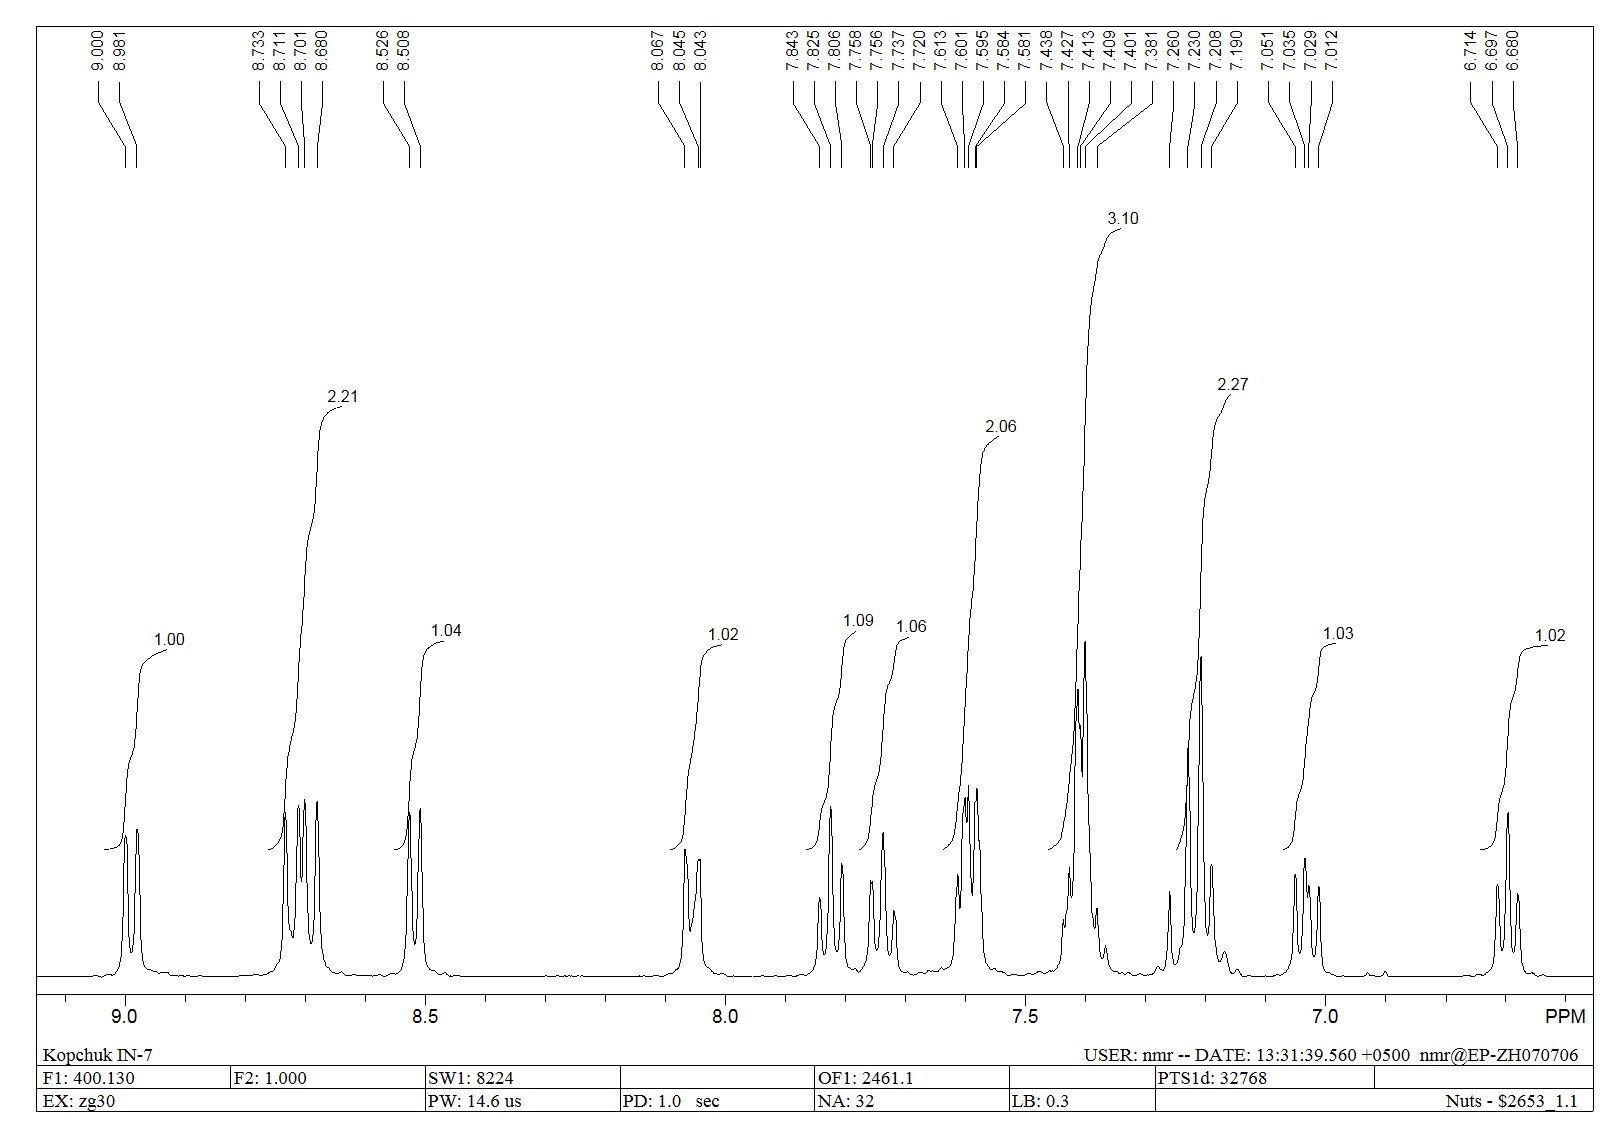 9.000 8.981 8.733 8.711 8.701 8.680 8.526 8.508 8.067 8.045 8.043 7.843 7.825 7.806 7.758 7.756 7.737 7.720 7.613 7.601 7.595 7.584 7.581 7.438 7.427 7.413 7.409 7.401 7.381 7.260 7.230 7.208 7.190 7.051 7.035 7.029 7.012 6.714 6.697 6.680
3.10
2.27
2.21
2.06
1.09
1.06
1.04
1.03
1.02
1.02
1.00
9.0 8.5 8.0 7.5 7.0 PPM
Kopchuk IN-7 USER: nmr -- DATE: 13:31:39.560 +0500 nmr@EP-ZH070706
F1: 400.130 F2: 1.000 SW1: 8224 OF1: 2461.1 PTS1d: 32768
EX: zg30 PW: 14.6 us PD: 1.0 sec NA: 32 LB: 0.3 Nuts - $2653_1.1